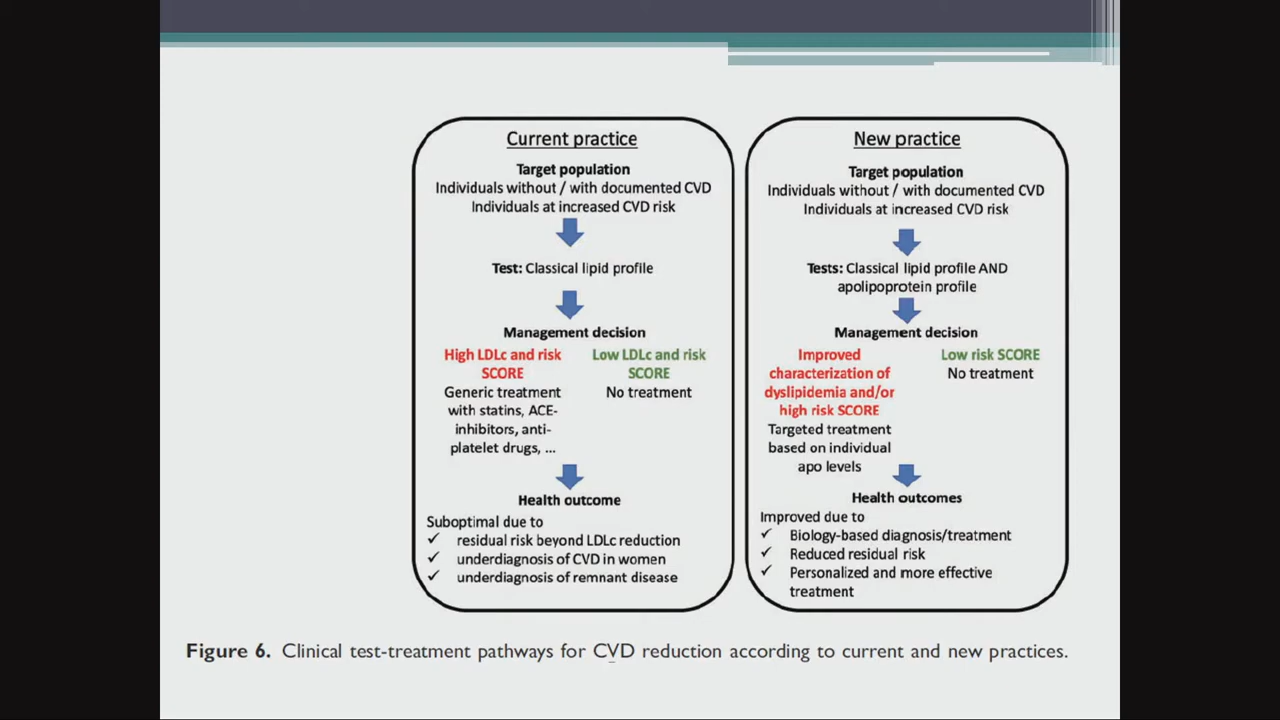 Current practice
Target population
Individuals without / with documented CVD
Individuals at increased CVD risk
Test: Classical lipid profile
Management decision
High LDLc and risk
SCORE
Generic treatment
with statins, ACE-
inhibitors, anti-
platelet drugs, ...
Low LDLc and risk
SCORE
No treatment
Health outcome
Suboptimal due to
✓ residual risk beyond LDLc reduction
✓ underdiagnosis of CVD in women
✓ underdiagnosis of remnant disease
New practice
Target population
Individuals without / with documented CVD
Individuals at increased CVD risk
Tests: Classical lipid profile AND
apolipoprotein profile
Management decision
Improved
characterization of
dyslipidemia and/or
high risk SCORE
Targeted treatment
based on individual
apo levels
Low risk SCORE
No treatment
Health outcomes
Improved due to
✓ Biology-based diagnosis/treatment
✓ Reduced residual risk
✓ Personalized and more effective
treatment
Figure 6. Clinical test-treatment pathways for CVD reduction according to current and new practices.